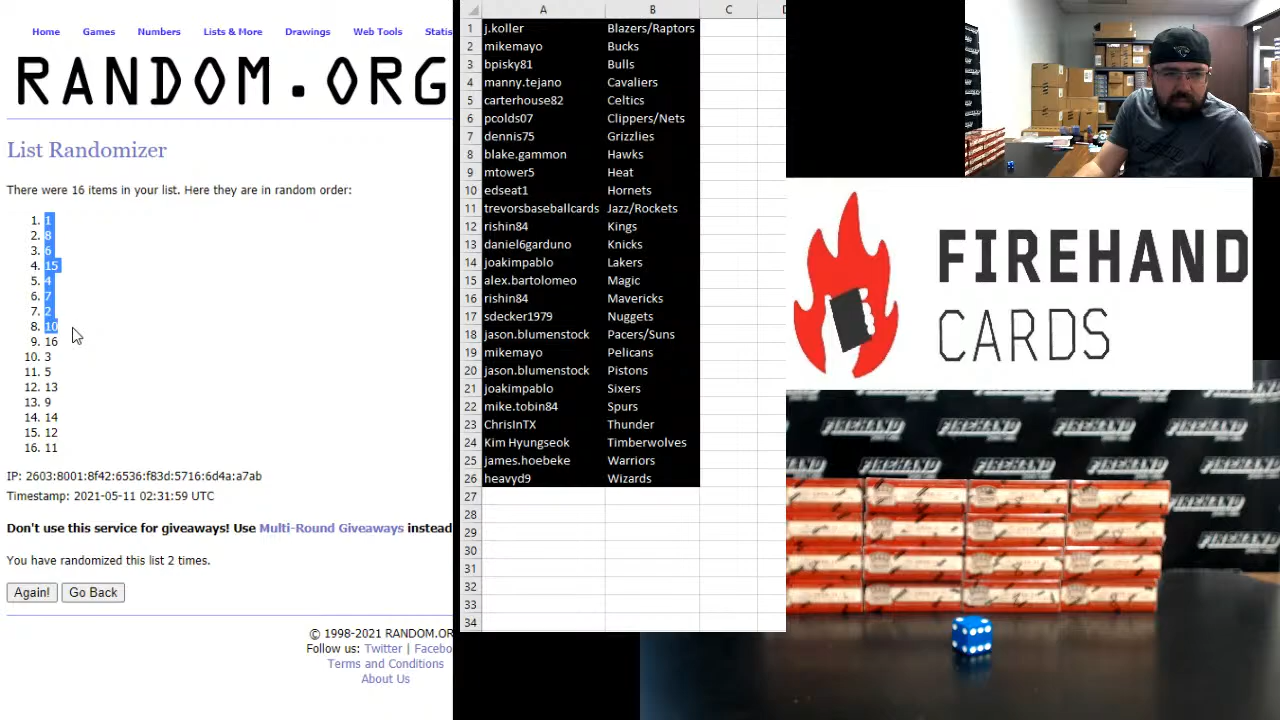 Home Games Numbers Lists & More Drawings Web Tools Statis
RANDOM.ORG
List Randomizer
There were 16 items in your list. Here they are in random order:
1. 1
2. 8
3. 6
4. 15
5. 4
6. 7
7. 2
8. 10
9. 16
10. 3
11. 5
12. 13
13. 9
14. 14
15. 12
16. 11
IP: 2603:8001:8f42:6536:f83d:5716:6d4a:a7ab
Timestamp: 2021-05-11 02:31:59 UTC
Don't use this service for giveaways! Use Multi-Round Giveaways instead
You have randomized this list 2 times.
Again! Go Back
© 1998-2021 RANDOM.OR
Follow us: Twitter | Facebo
Terms and Conditions
About Us
A B C D
1 j.koller Blazers/Raptors
2 mikemayo Bucks
3 bpisky81 Bulls
4 manny.tejano Cavaliers
5 carterhouse82 Celtics
6 pcolds07 Clippers/Nets
7 dennis75 Grizzlies
8 blake.gammon Hawks
9 mtower5 Heat
10 edseat1 Hornets
11 trevorsbaseballcards Jazz/Rockets
12 rishin84 Kings
13 daniel6garduno Knicks
14 joakimpablo Lakers
15 alex.bartolomeo Magic
16 rishin84 Mavericks
17 sdecker1979 Nuggets
18 jason.blumenstock Pacers/Suns
19 mikemayo Pelicans
20 jason.blumenstock Pistons
21 joakimpablo Sixers
22 mike.tobin84 Spurs
23 ChrisInTX Thunder
24 Kim Hyungseok Timberwolves
25 james.hoebeke Warriors
26 heavyd9 Wizards
27
28
29
30
31
32
33
34
FIREHAND
CARDS
FIREHAND
FIREHAND
FIREHAND
FIREHAND
FIREHAND
FIREHAND
FIREHAND